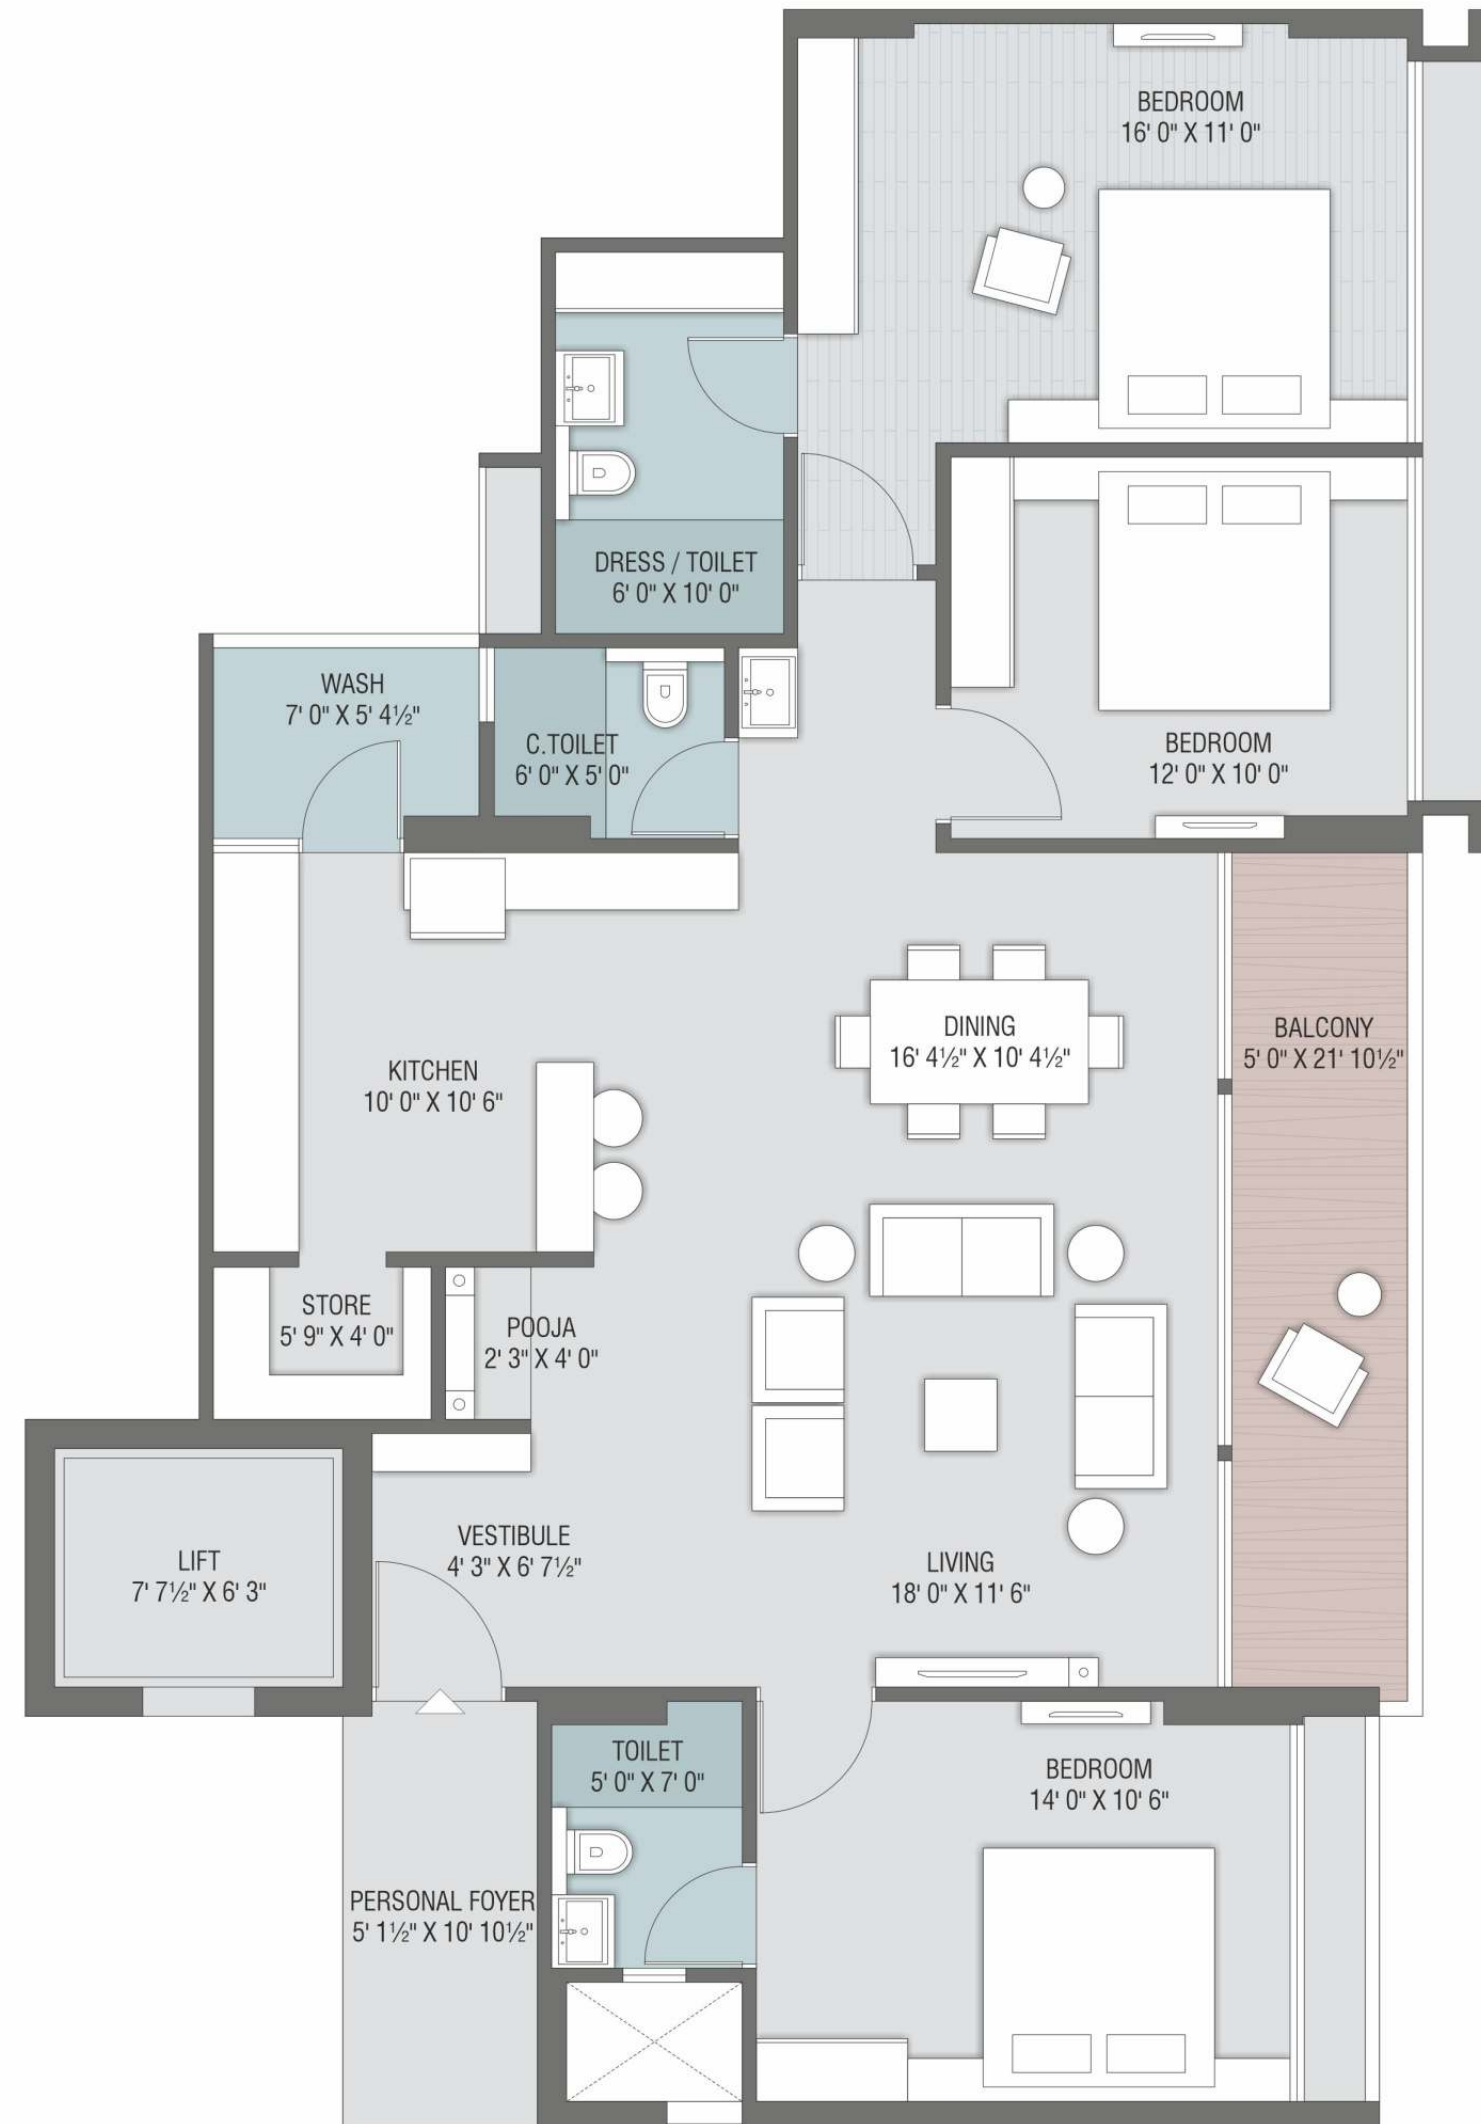 BEDROOM
16' 0" X 11' 0"
DRESS / TOILET
6' 0" X 10' 0"
WASH
7' 0" X 5' 4½"
C.TOILET
6' 0" X 5' 0"
BEDROOM
12' 0" X 10' 0"
DINING
16' 4½" X 10' 4½"
BALCONY
5' 0" X 21' 10½"
KITCHEN
10' 0" X 10' 6"
STORE
5' 9" X 4' 0"
POOJA
2' 3" X 4' 0"
VESTIBULE
4' 3" X 6' 7½"
LIFT
7' 7½" X 6' 3"
LIVING
18' 0" X 11' 6"
TOILET
5' 0" X 7' 0"
BEDROOM
14' 0" X 10' 6"
PERSONAL FOYER
5' 1½" X 10' 10½"